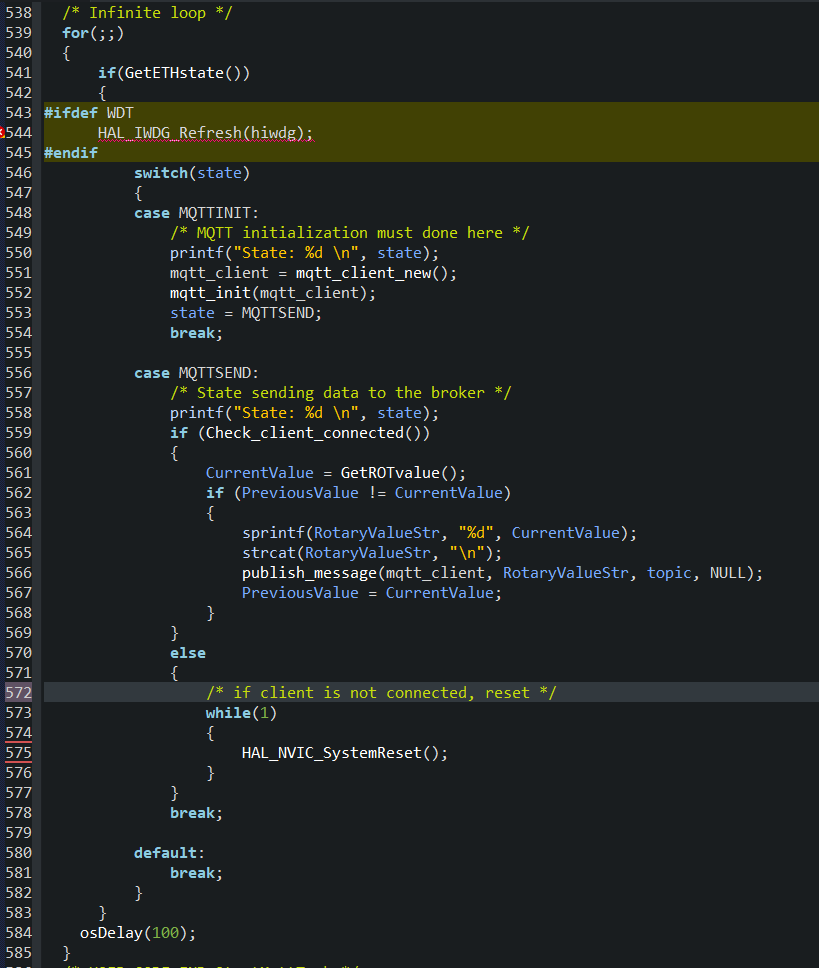 538 /* Infinite loop */
539 for(;;)
540 {
541 if(GetETHstate())
542 {
543 #ifdef WDT
544 HAL_IWDG_Refresh(hiwdg);
545 #endif
546 switch(state)
547 {
548 case MQTTINIT:
549 /* MQTT initialization must done here */
550 printf("State: %d \n", state);
551 mqtt_client = mqtt_client_new();
552 mqtt_init(mqtt_client);
553 state = MQTTSEND;
554 break;
555
556 case MQTTSEND:
557 /* State sending data to the broker */
558 printf("State: %d \n", state);
559 if (Check_client_connected())
560 {
561 CurrentValue = GetROTvalue();
562 if (PreviousValue != CurrentValue)
563 {
564 sprintf(RotaryValueStr, "%d", CurrentValue);
565 strcat(RotaryValueStr, "\n");
566 publish_message(mqtt_client, RotaryValueStr, topic, NULL);
567 PreviousValue = CurrentValue;
568 }
569 }
570 else
571 {
572 /* if client is not connected, reset */
573 while(1)
574 {
575 HAL_NVIC_SystemReset();
576 }
577 }
578 break;
579
580 default:
581 break;
582 }
583 }
584 osDelay(100);
585 }